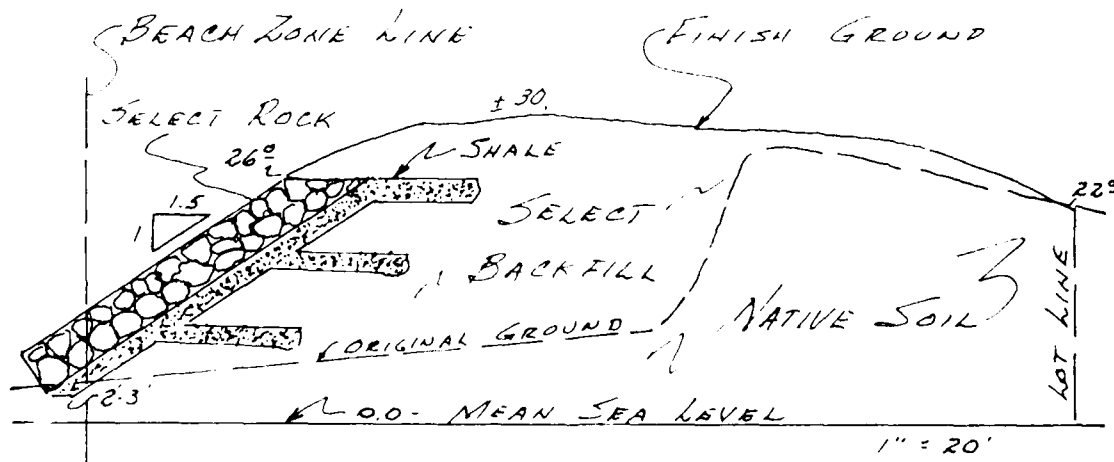 BEACH ZONE LINE
FINISH GROUND
± 30.
SELECT ROCK
26°
SHALE
1.5
1
22°
SELECT
BACKFILL
NATIVE SOIL
LOT LINE
ORIGINAL GROUND
2.3
0.0 - MEAN SEA LEVEL
1" = 20'